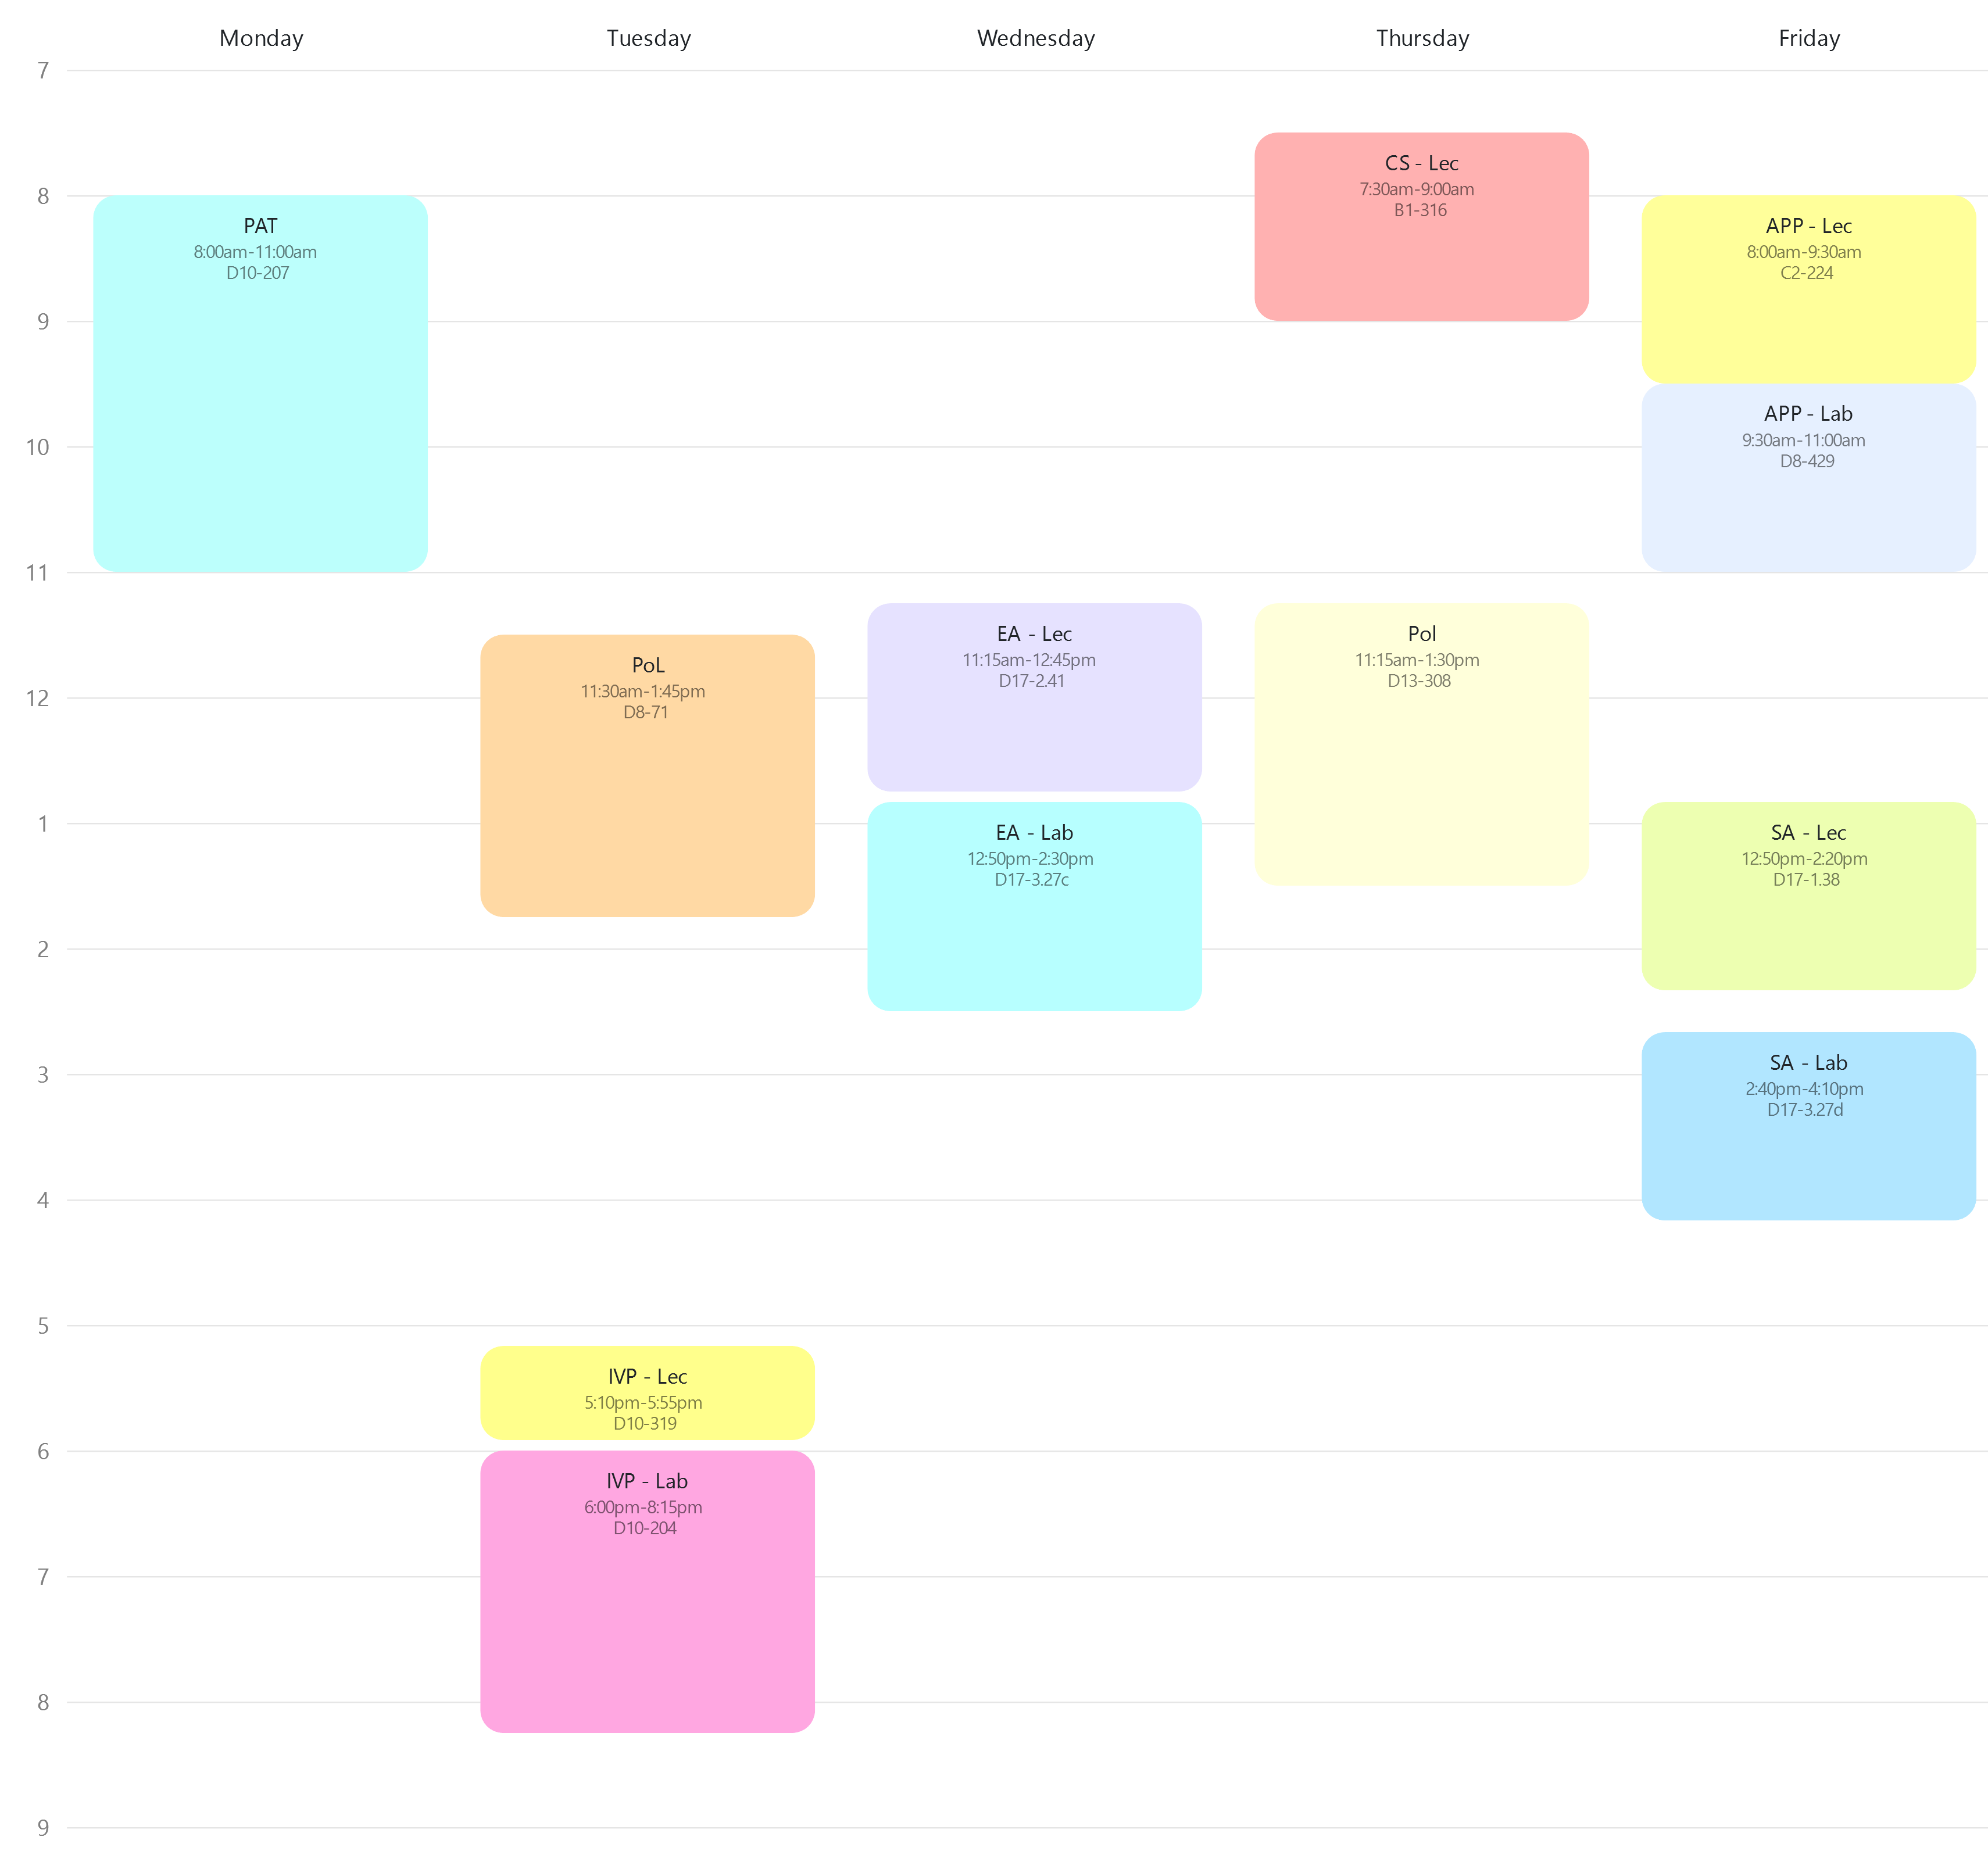 Monday
Tuesday
Wednesday
Thursday
Friday
7
8
9
10
11
12
1
2
3
4
5
6
7
8
9
PAT
8:00am-11:00am
D10-207
PoL
11:30am-1:45pm
D8-71
IVP - Lec
5:10pm-5:55pm
D10-319
IVP - Lab
6:00pm-8:15pm
D10-204
EA - Lec
11:15am-12:45pm
D17-2.41
EA - Lab
12:50pm-2:30pm
D17-3.27c
CS - Lec
7:30am-9:00am
B1-316
Pol
11:15am-1:30pm
D13-308
APP - Lec
8:00am-9:30am
C2-224
APP - Lab
9:30am-11:00am
D8-429
SA - Lec
12:50pm-2:20pm
D17-1.38
SA - Lab
2:40pm-4:10pm
D17-3.27d